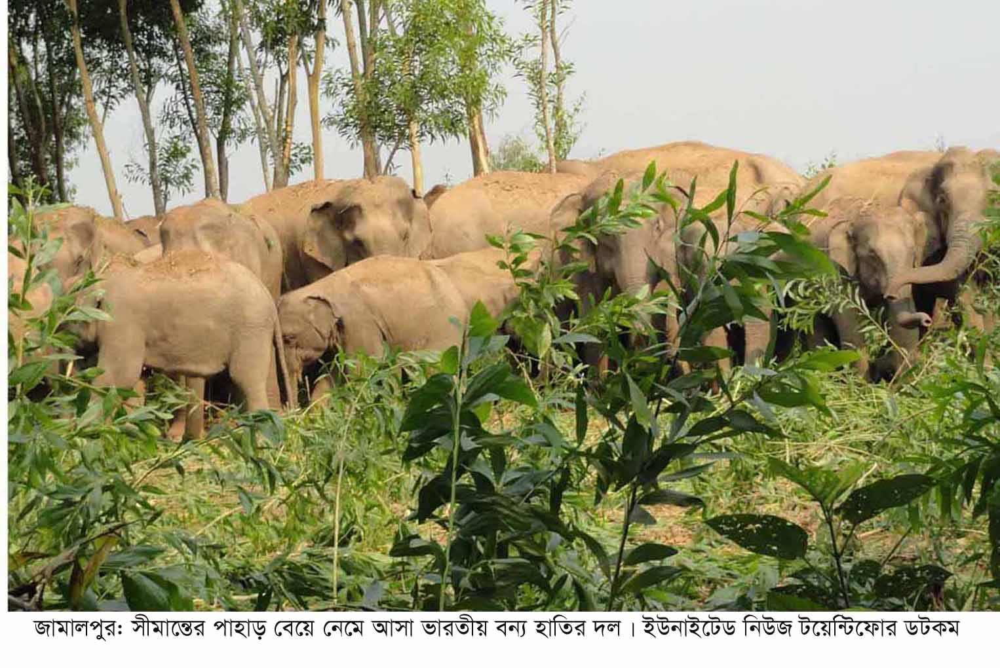 জামালপুর: সীমান্তের পাহাড় বেয়ে নেমে আসা ভারতীয় বন্য হাতির দল । ইউনাইটেড নিউজ টয়েন্টিফোর ডটকম